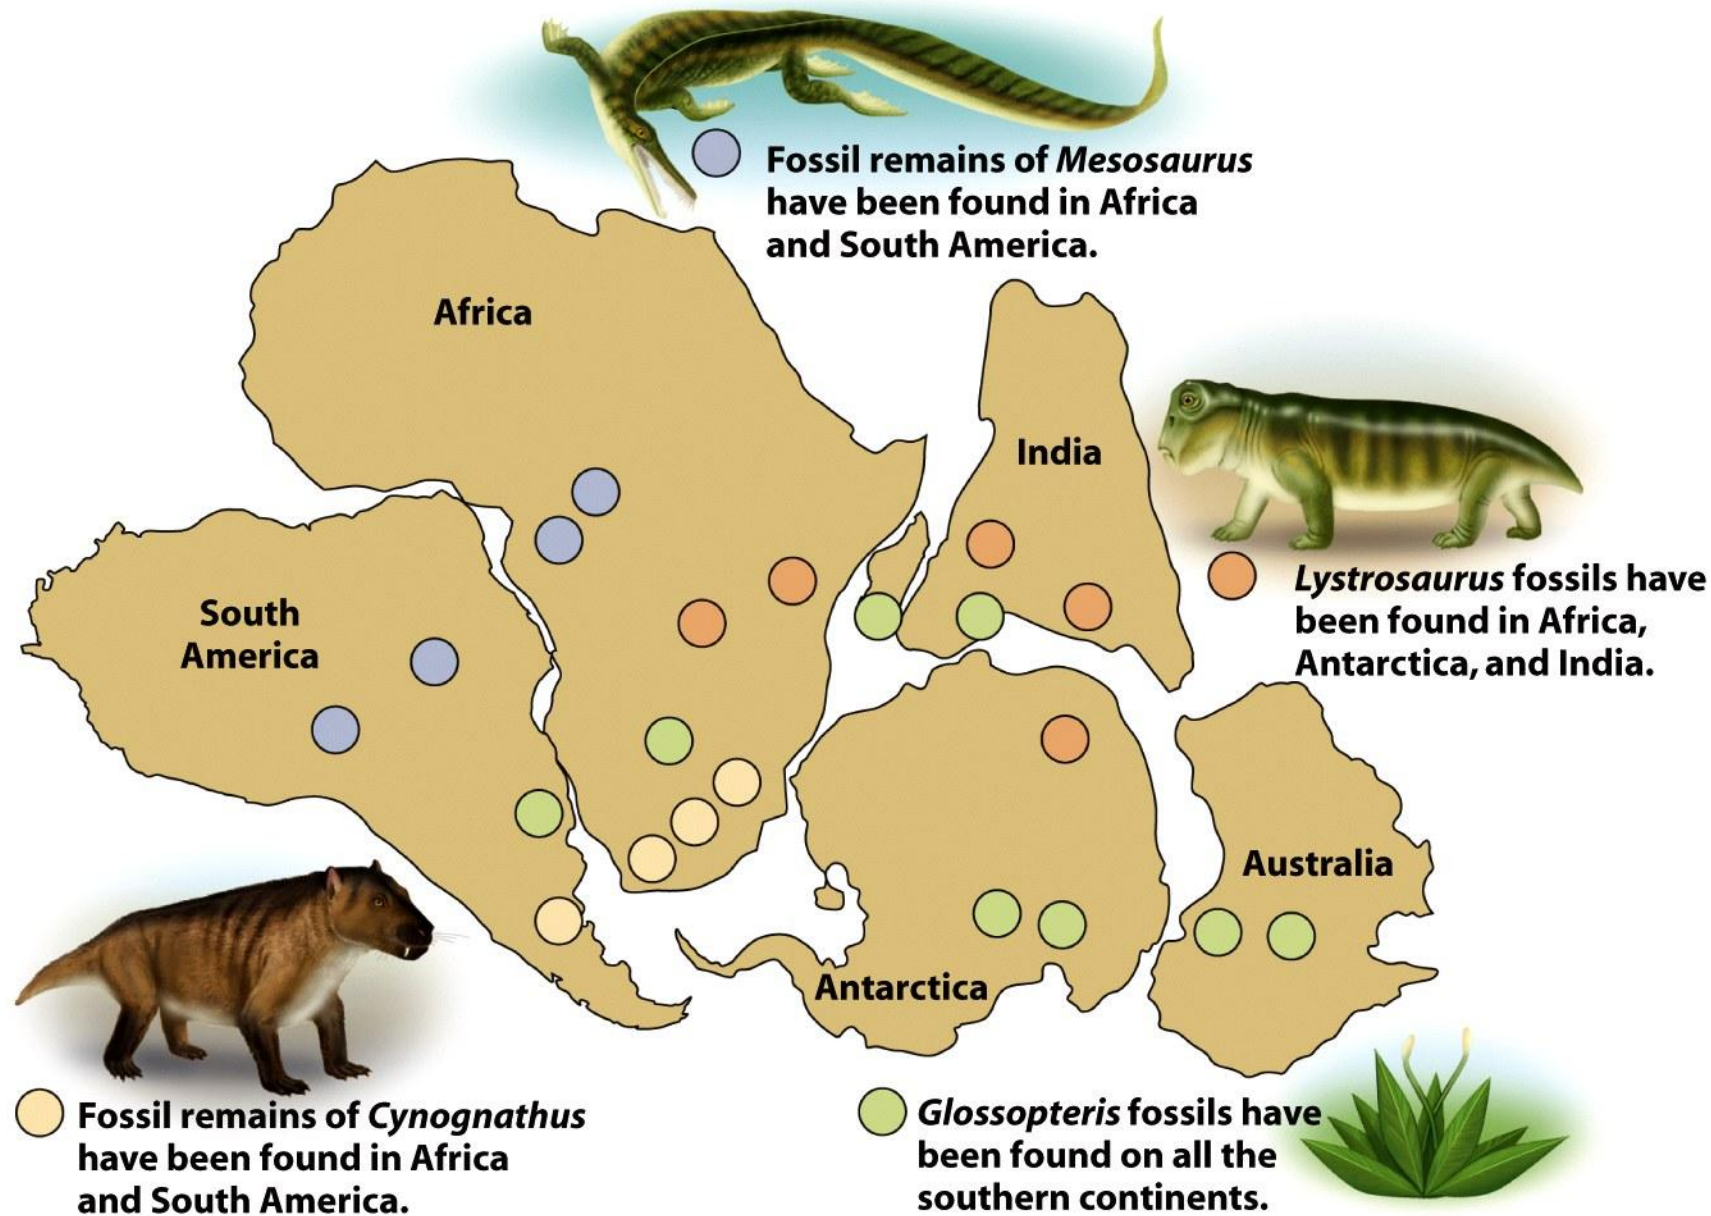 Fossil remains of Mesosaurus
have been found in Africa
and South America.
Africa
India
Lystrosaurus fossils have
been found in Africa,
Antarctica, and India.
South
America
Australia
Antarctica
Fossil remains of Cynognathus
have been found in Africa
and South America.
Glossopteris fossils have
been found on all the
southern continents.